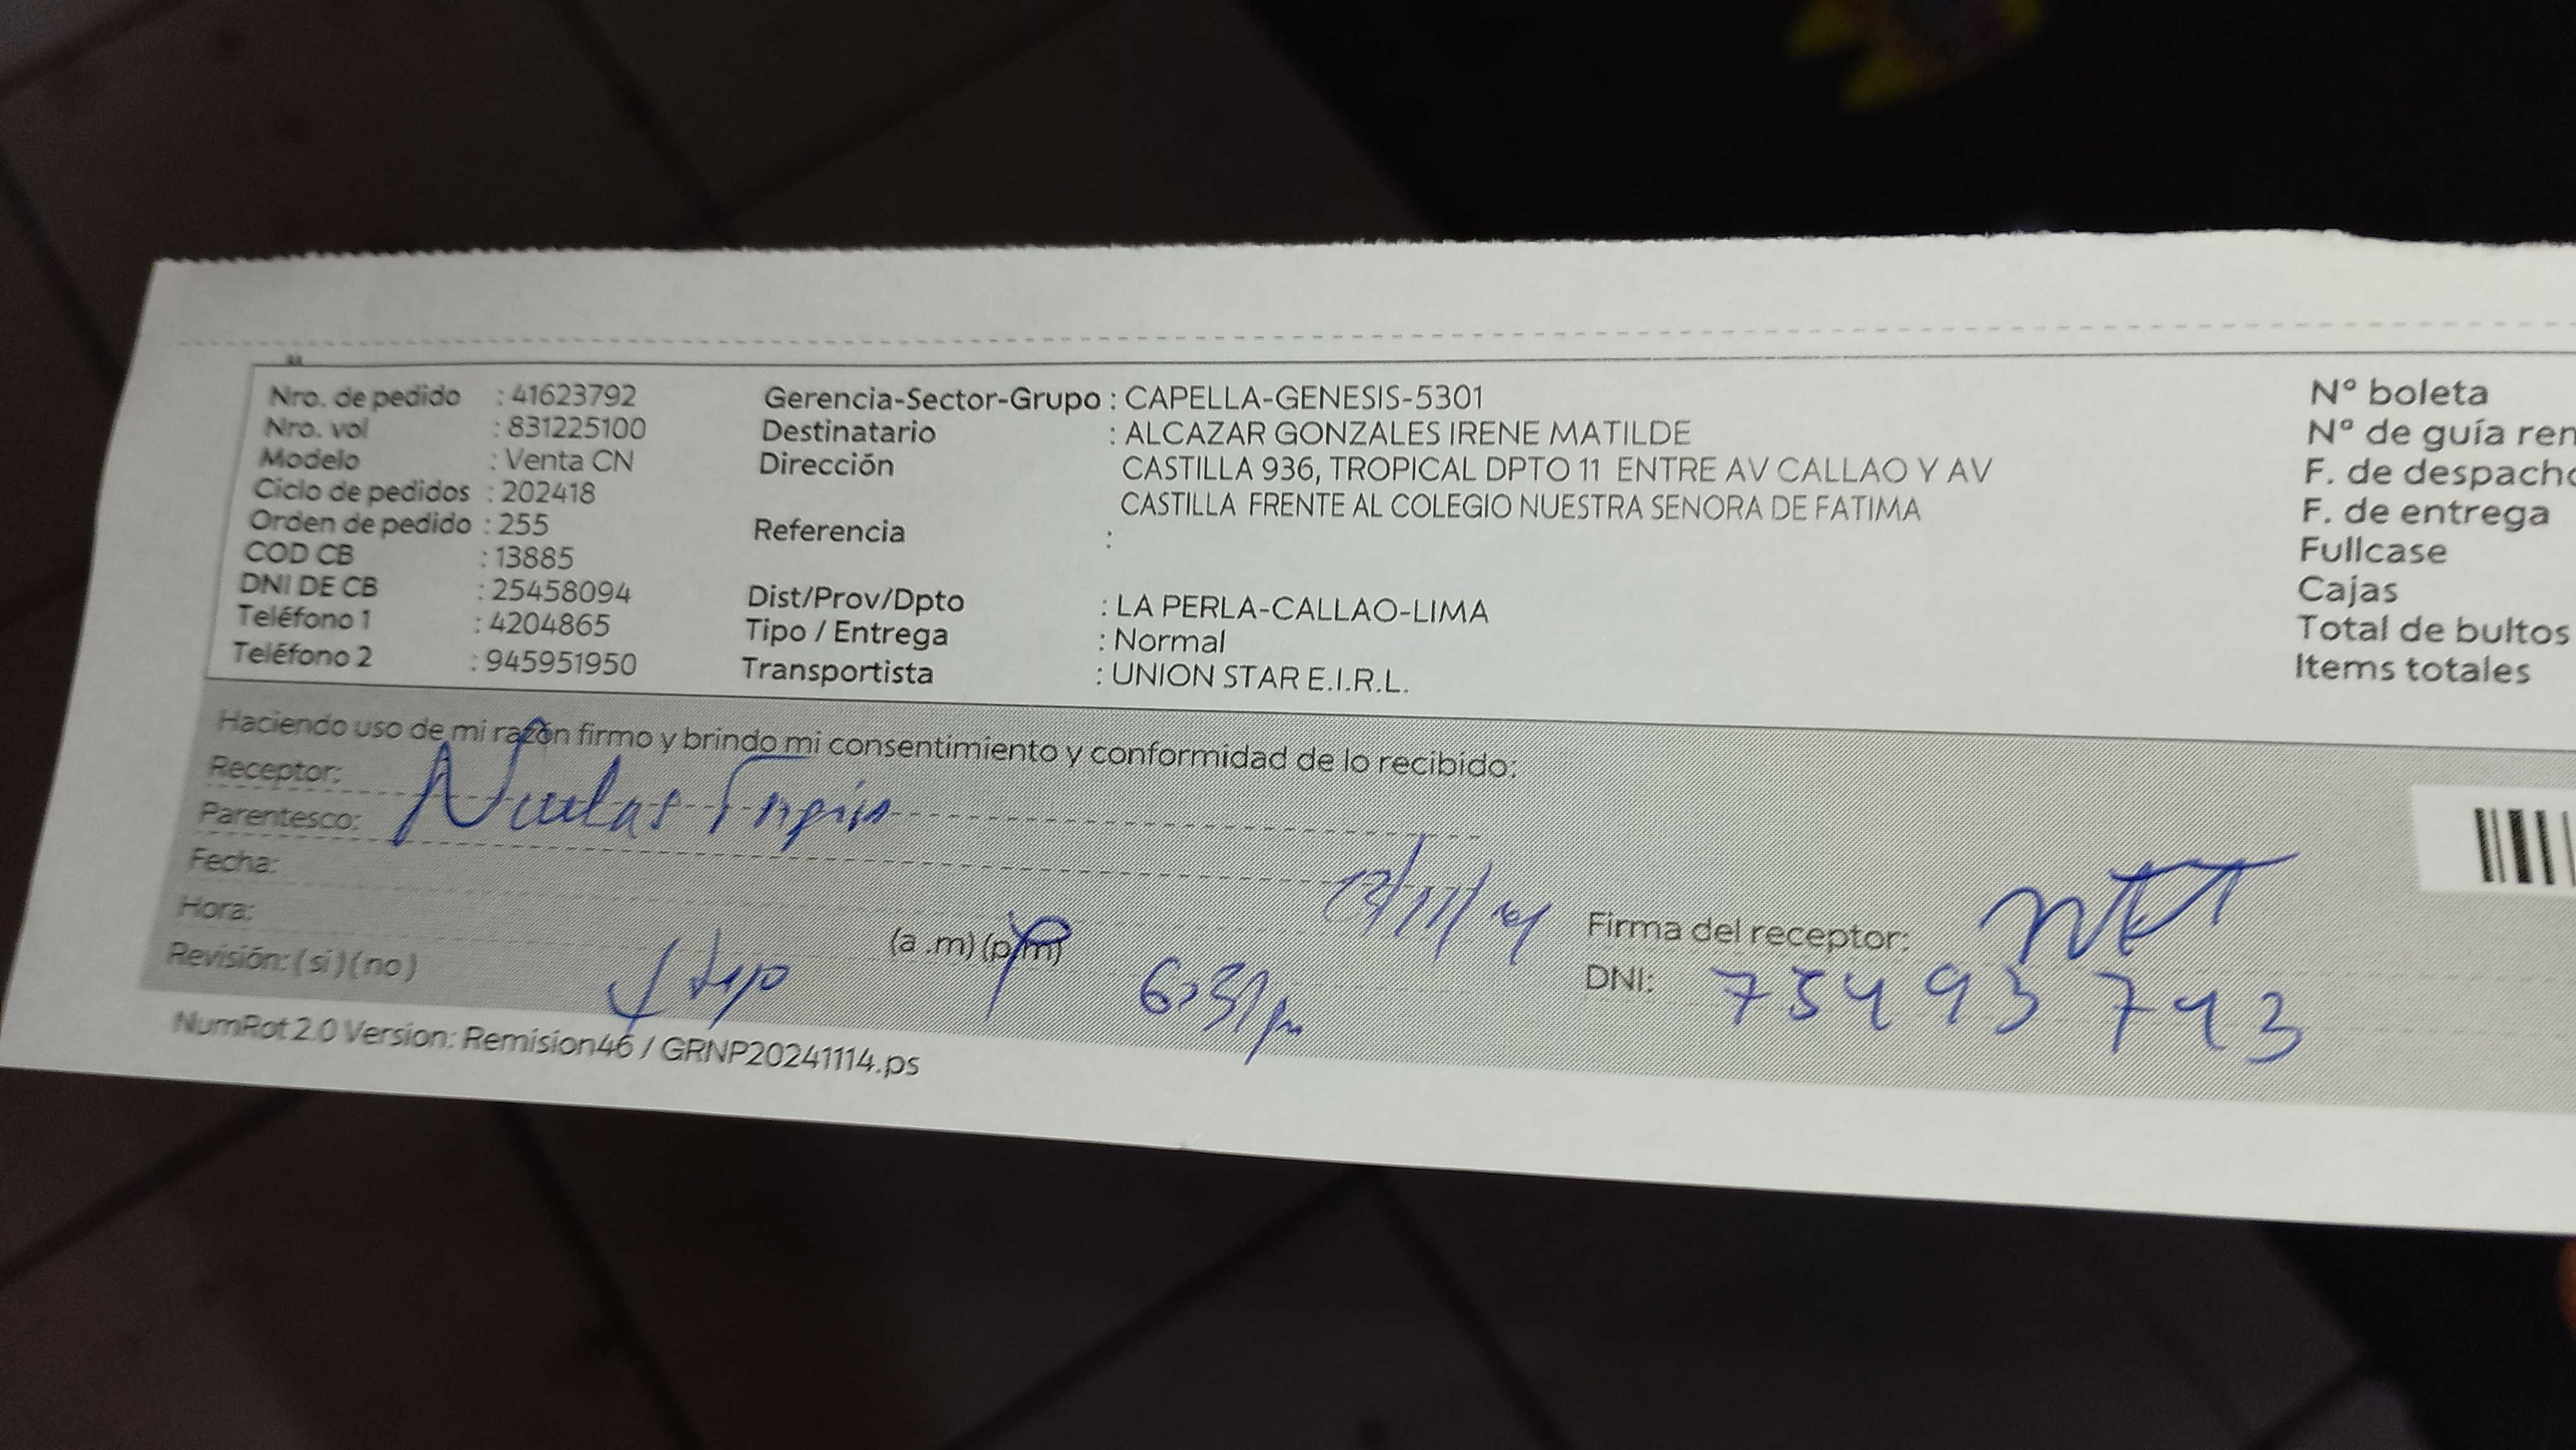 Nro. de pedido : 41623792
Nro. vol : 831225100
Modelo : Venta CN
Ciclo de pedidos : 202418
Orden de pedido : 255
COD CB : 13885
DNI DE CB : 25458094
Teléfono 1 : 4204865
Teléfono 2 : 945951950
Gerencia-Sector-Grupo : CAPELLA-GENESIS-5301
Destinatario : ALCAZAR GONZALES IRENE MATILDE
Dirección CASTILLA 936, TROPICAL DPTO 11 ENTRE AV CALLAO Y AV
CASTILLA FRENTE AL COLEGIO NUESTRA SENORA DE FATIMA
Referencia :
Dist/Prov/Dpto : LA PERLA-CALLAO-LIMA
Tipo / Entrega : Normal
Transportista : UNION STAR E.I.R.L.
Nº boleta
Nº de guía
F. de despacho
F. de entrega
Fullcase
Cajas
Total de bultos
Items totales
Haciendo uso de mi razón firmo y brindo mi consentimiento y conformidad de lo recibido:
Receptor:
Parentesco:
Fecha:
Hora: (a .m) (p.m)
Revisión: ( si ) ( no )
Firma del receptor:
DNI: 75493743
NumRot 2.0 Version: Remision46 / GRNP20241114.ps